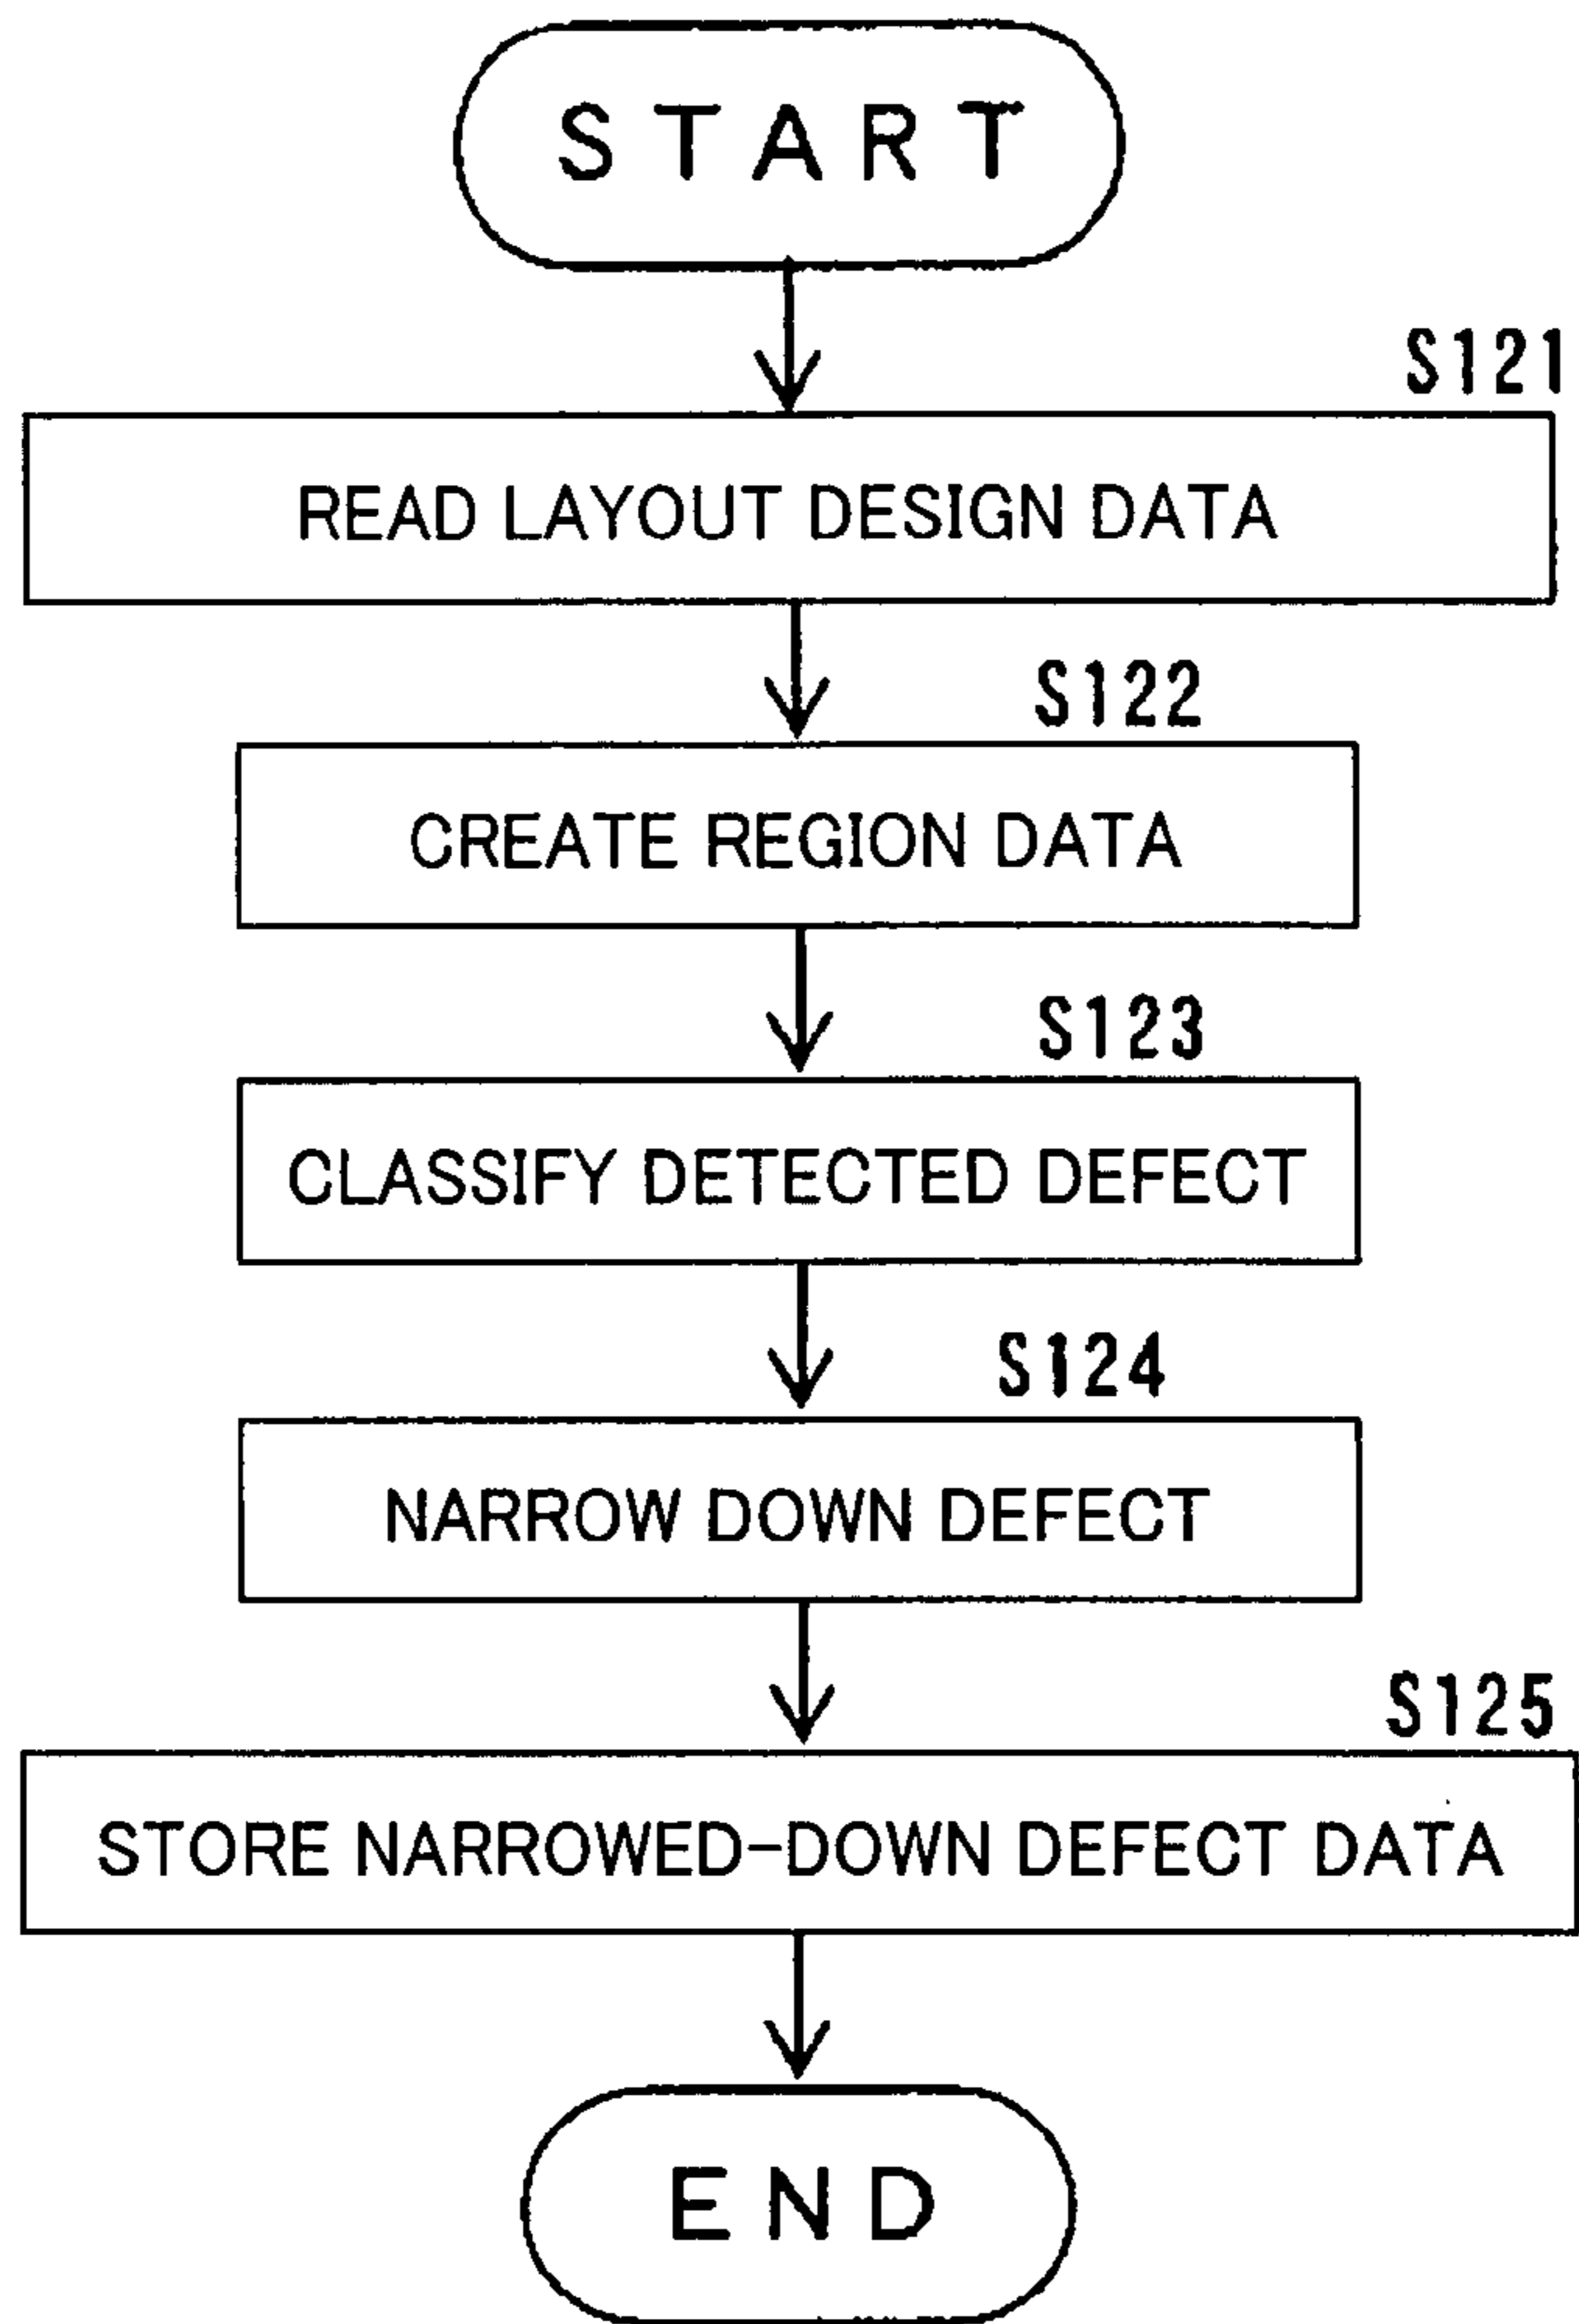 START
S121
READ LAYOUT DESIGN DATA
S122
CREATE REGION DATA
S123
CLASSIFY DETECTED DEFECT
S124
NARROW DOWN DEFECT
S125
STORE NARROWED-DOWN DEFECT DATA
END